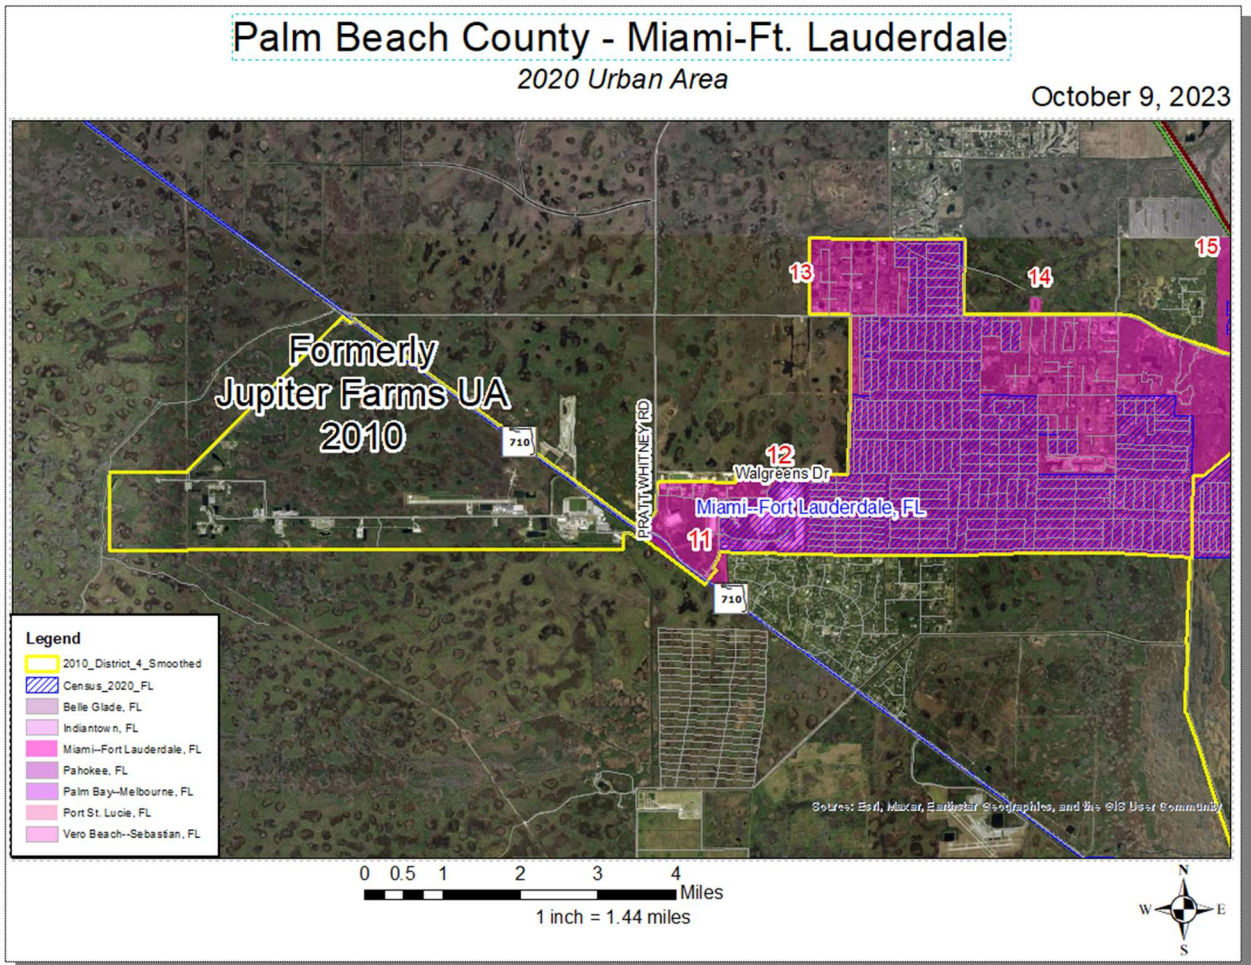 Palm Beach County - Miami-Ft. Lauderdale
2020 Urban Area
October 9, 2023
15
13
14
Formerly
Jupiter Farms UA
2010
710
PRATT WHITNEY RD
12
Walgreens Dr
Miami--Fort Lauderdale, FL
11
710
Legend
2010_District_4_Smoothed
Census_2020_FL
Belle Glade, FL
Indiantown, FL
Miami--Fort Lauderdale, FL
Pahokee, FL
Palm Bay--Melbourne, FL
Port St. Lucie, FL
Vero Beach--Sebastian, FL
Source: Esri, Maxar, Earthstar Geographics, and the GIS User Community
0 0.5 1 2 3 4
Miles
1 inch = 1.44 miles
N
W E
S